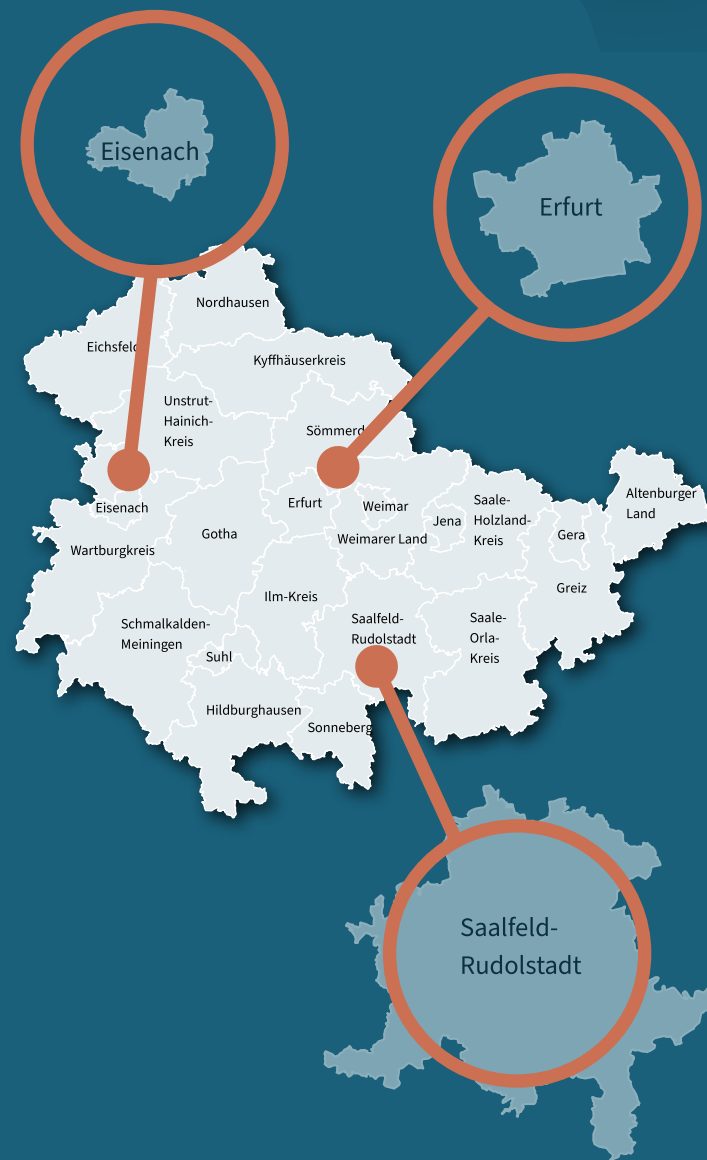 Eisenach
Erfurt
Nordhausen
Eichsfeld
Kyffhäuserkreis
Unstrut-
Hainich-
Kreis
Sömmerd
Altenburger
Land
Eisenach
Erfurt
Weimar
Saale-
Holzland-
Kreis
Jena
Gotha
Weimarer Land
Gera
Wartburgkreis
Greiz
Ilm-Kreis
Schmalkalden-
Meiningen
Saalfeld-
Rudolstadt
Saale-
Orla-
Kreis
Suhl
Hildburghausen
Sonneberg
Saalfeld-
Rudolstadt